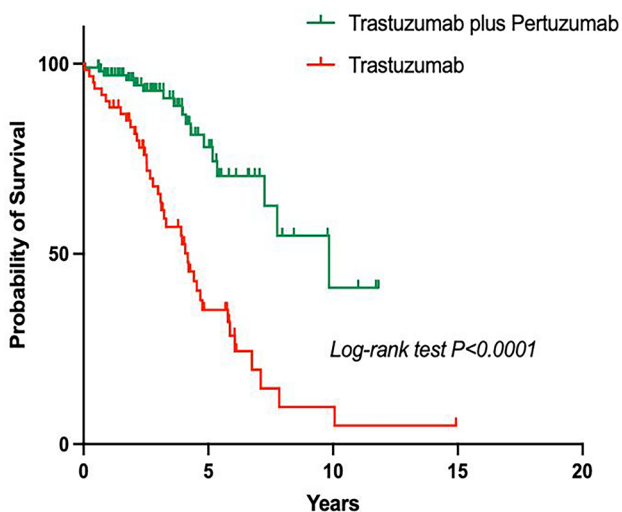 Trastuzumab plus Pertuzumab
Trastuzumab
100
50
0
Probability of Survival
Log-rank test P<0.0001
0 5 10 15 20
Years